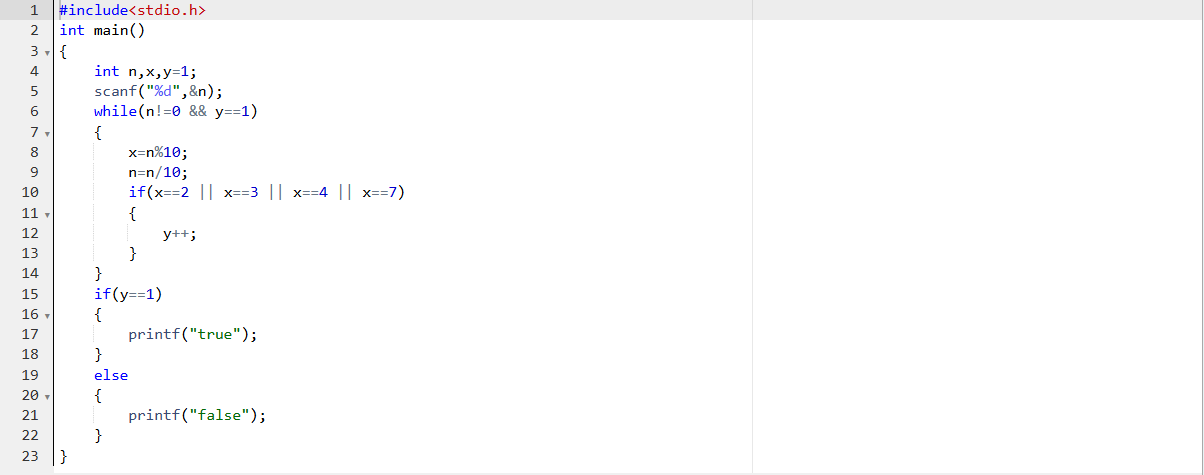 1 #include<stdio.h>
2 int main()
3 {
4 int n,x,y=1;
5 scanf("%d",&n);
6 while(n!=0 && y==1)
7 {
8 x=n%10;
9 n=n/10;
10 if(x==2 || x==3 || x==4 || x==7)
11 {
12 y++;
13 }
14 }
15 if(y==1)
16 {
17 printf("true");
18 }
19 else
20 {
21 printf("false");
22 }
23 }